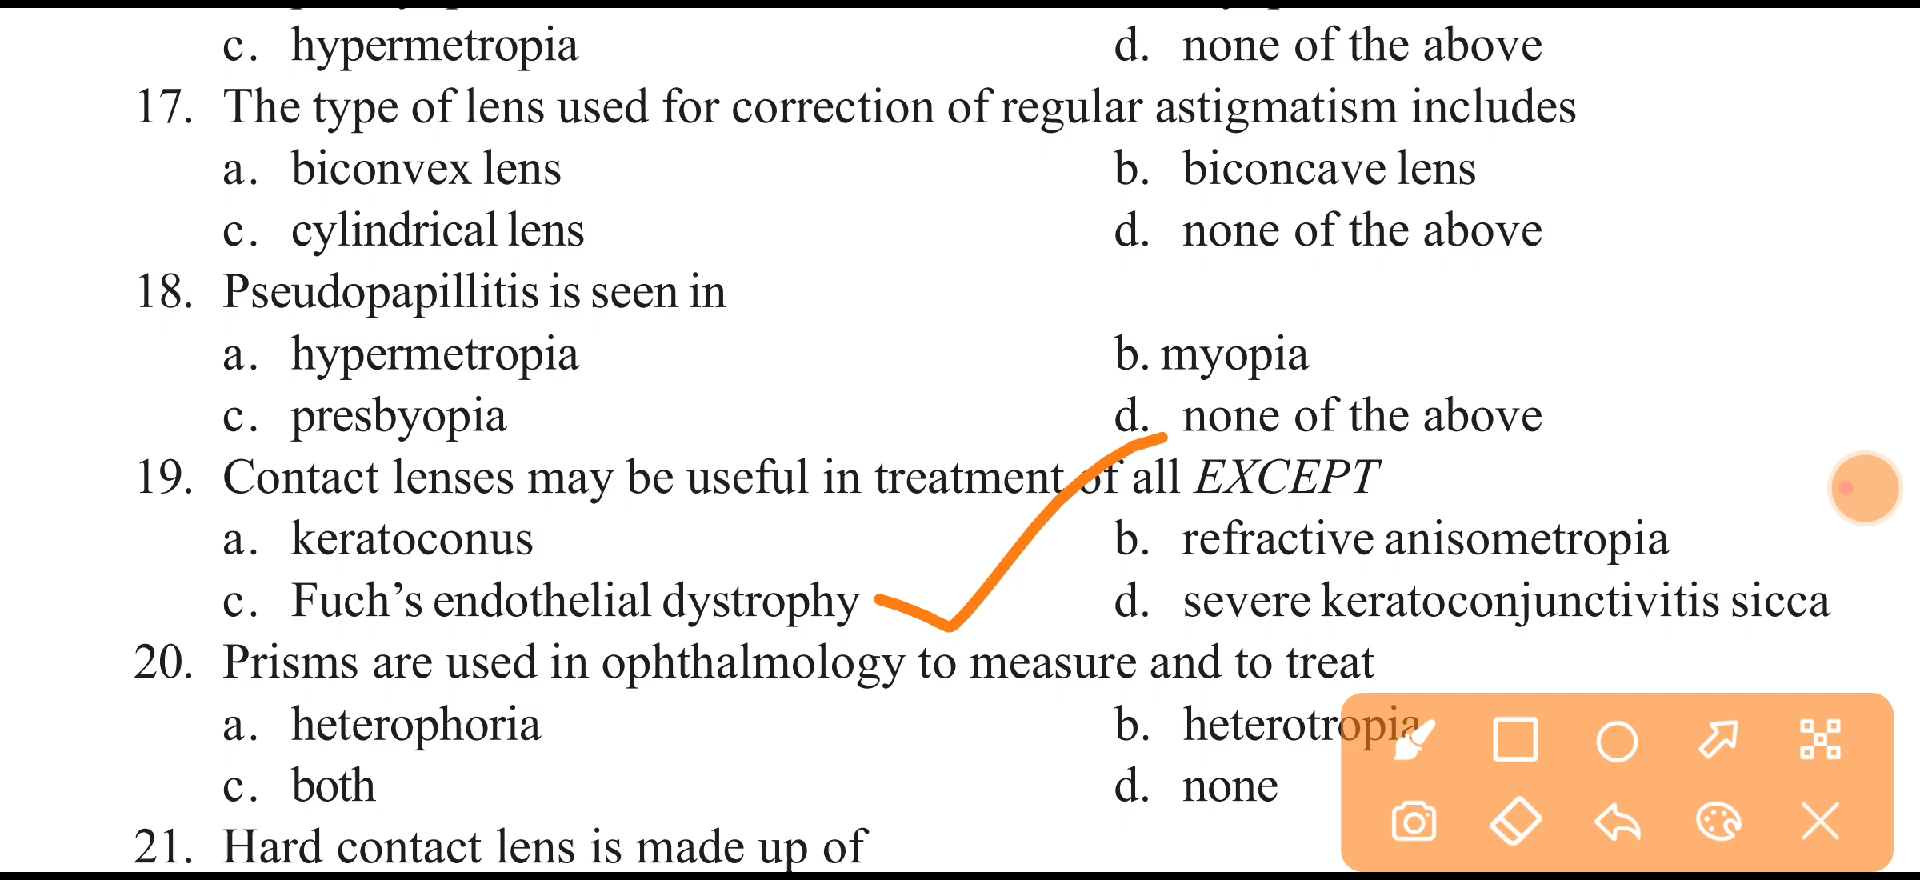 c. hypermetropia d. none of the above
17. The type of lens used for correction of regular astigmatism includes
a. biconvex lens b. biconcave lens
c. cylindrical lens d. none of the above
18. Pseudopapillitis is seen in
a. hypermetropia b. myopia
c. presbyopia d. none of the above
19. Contact lenses may be useful in treatment of all EXCEPT
a. keratoconus b. refractive anisometropia
c. Fuch’s endothelial dystrophy d. severe keratoconjunctivitis sicca
20. Prisms are used in ophthalmology to measure and to treat
a. heterophoria b. heterotropia
c. both d. none
21. Hard contact lens is made up of